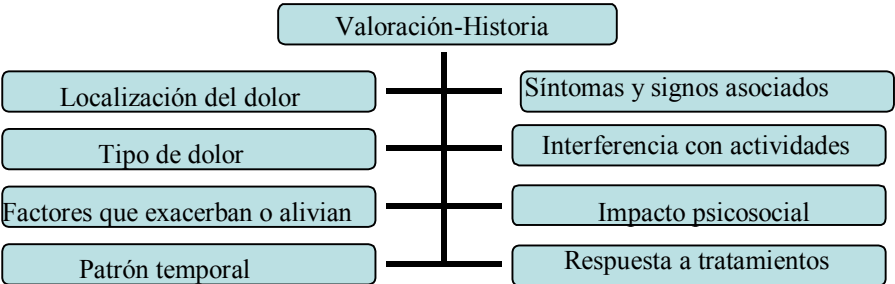 Valoración-Historia
Localización del dolor
Síntomas y signos asociados
Tipo de dolor
Interferencia con actividades
Factores que exacerban o alivian
Impacto psicosocial
Patrón temporal
Respuesta a tratamientos